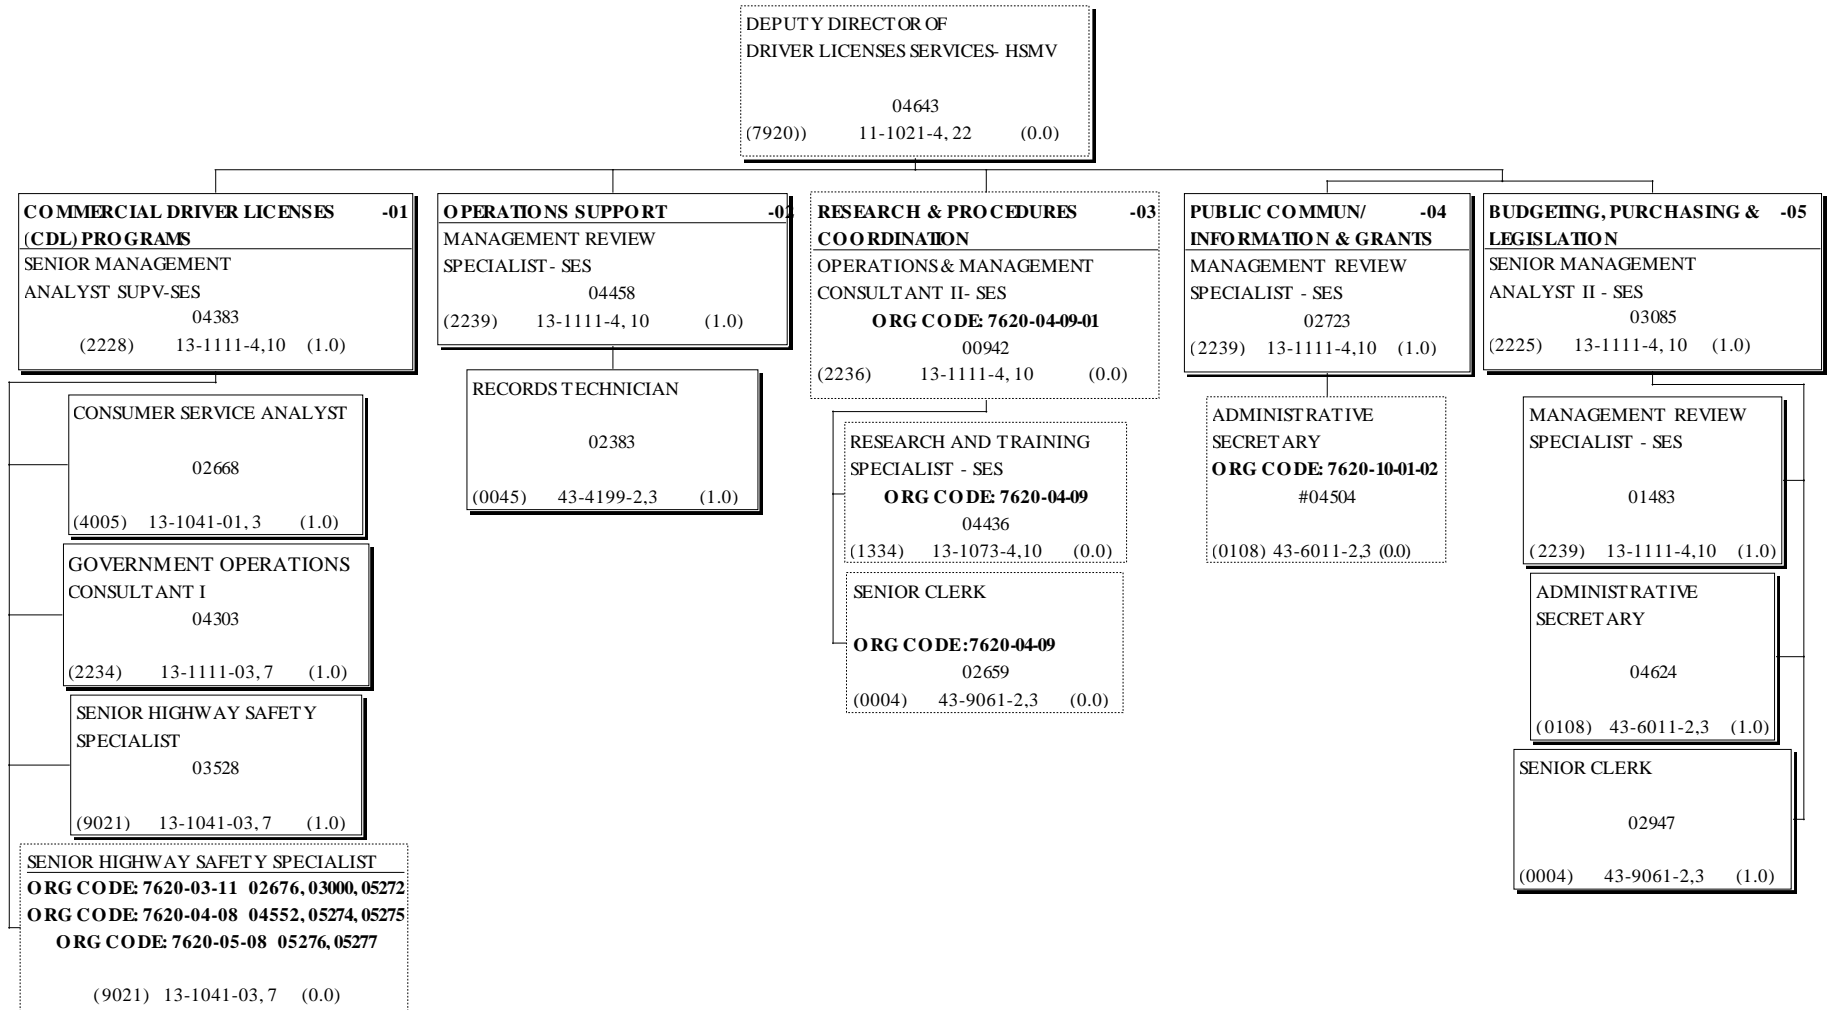 DEPUTY DIRECTOR OF
DRIVER LICENSES SERVICES- HSMV
04643
(7920)) 11-1021-4, 22 (0.0)
COMMERCIAL DRIVER LICENSES -01
(CDL) PROGRAMS
SENIOR MANAGEMENT
ANALYST SUPV-SES
04383
(2228) 13-1111-4,10 (1.0)
CONSUMER SERVICE ANALYST
02668
(4005) 13-1041-01, 3 (1.0)
GOVERNMENT OPERATIONS
CONSULTANT I
04303
(2234) 13-1111-03, 7 (1.0)
SENIOR HIGHWAY SAFETY
SPECIALIST
03528
(9021) 13-1041-03, 7 (1.0)
SENIOR HIGHWAY SAFETY SPECIALIST
ORG CODE: 7620-03-11 02676, 03000, 05272
ORG CODE: 7620-04-08 04552, 05274, 05275
ORG CODE: 7620-05-08 05276, 05277
(9021) 13-1041-03, 7 (0.0)
OPERATIONS SUPPORT -02
MANAGEMENT REVIEW
SPECIALIST- SES
04458
(2239) 13-1111-4, 10 (1.0)
RECORDS TECHNICIAN
02383
(0045) 43-4199-2,3 (1.0)
RESEARCH & PROCEDURES -03
COORDINATION
OPERATIONS & MANAGEMENT
CONSULTANT II- SES
ORG CODE: 7620-04-09-01
00942
(2236) 13-1111-4, 10 (0.0)
RESEARCH AND TRAINING
SPECIALIST - SES
ORG CODE: 7620-04-09
04436
(1334) 13-1073-4,10 (0.0)
SENIOR CLERK
ORG CODE:7620-04-09
02659
(0004) 43-9061-2,3 (0.0)
PUBLIC COMMUN/ -04
INFORMATION & GRANTS
MANAGEMENT REVIEW
SPECIALIST - SES
02723
(2239) 13-1111-4,10 (1.0)
ADMINISTRATIVE
SECRETARY
ORG CODE: 7620-10-01-02
#04504
(0108) 43-6011-2,3 (0.0)
BUDGETING, PURCHASING & -05
LEGISLATION
SENIOR MANAGEMENT
ANALYST II - SES
03085
(2225) 13-1111-4, 10 (1.0)
MANAGEMENT REVIEW
SPECIALIST - SES
01483
(2239) 13-1111-4,10 (1.0)
ADMINISTRATIVE
SECRETARY
04624
(0108) 43-6011-2,3 (1.0)
SENIOR CLERK
02947
(0004) 43-9061-2,3 (1.0)